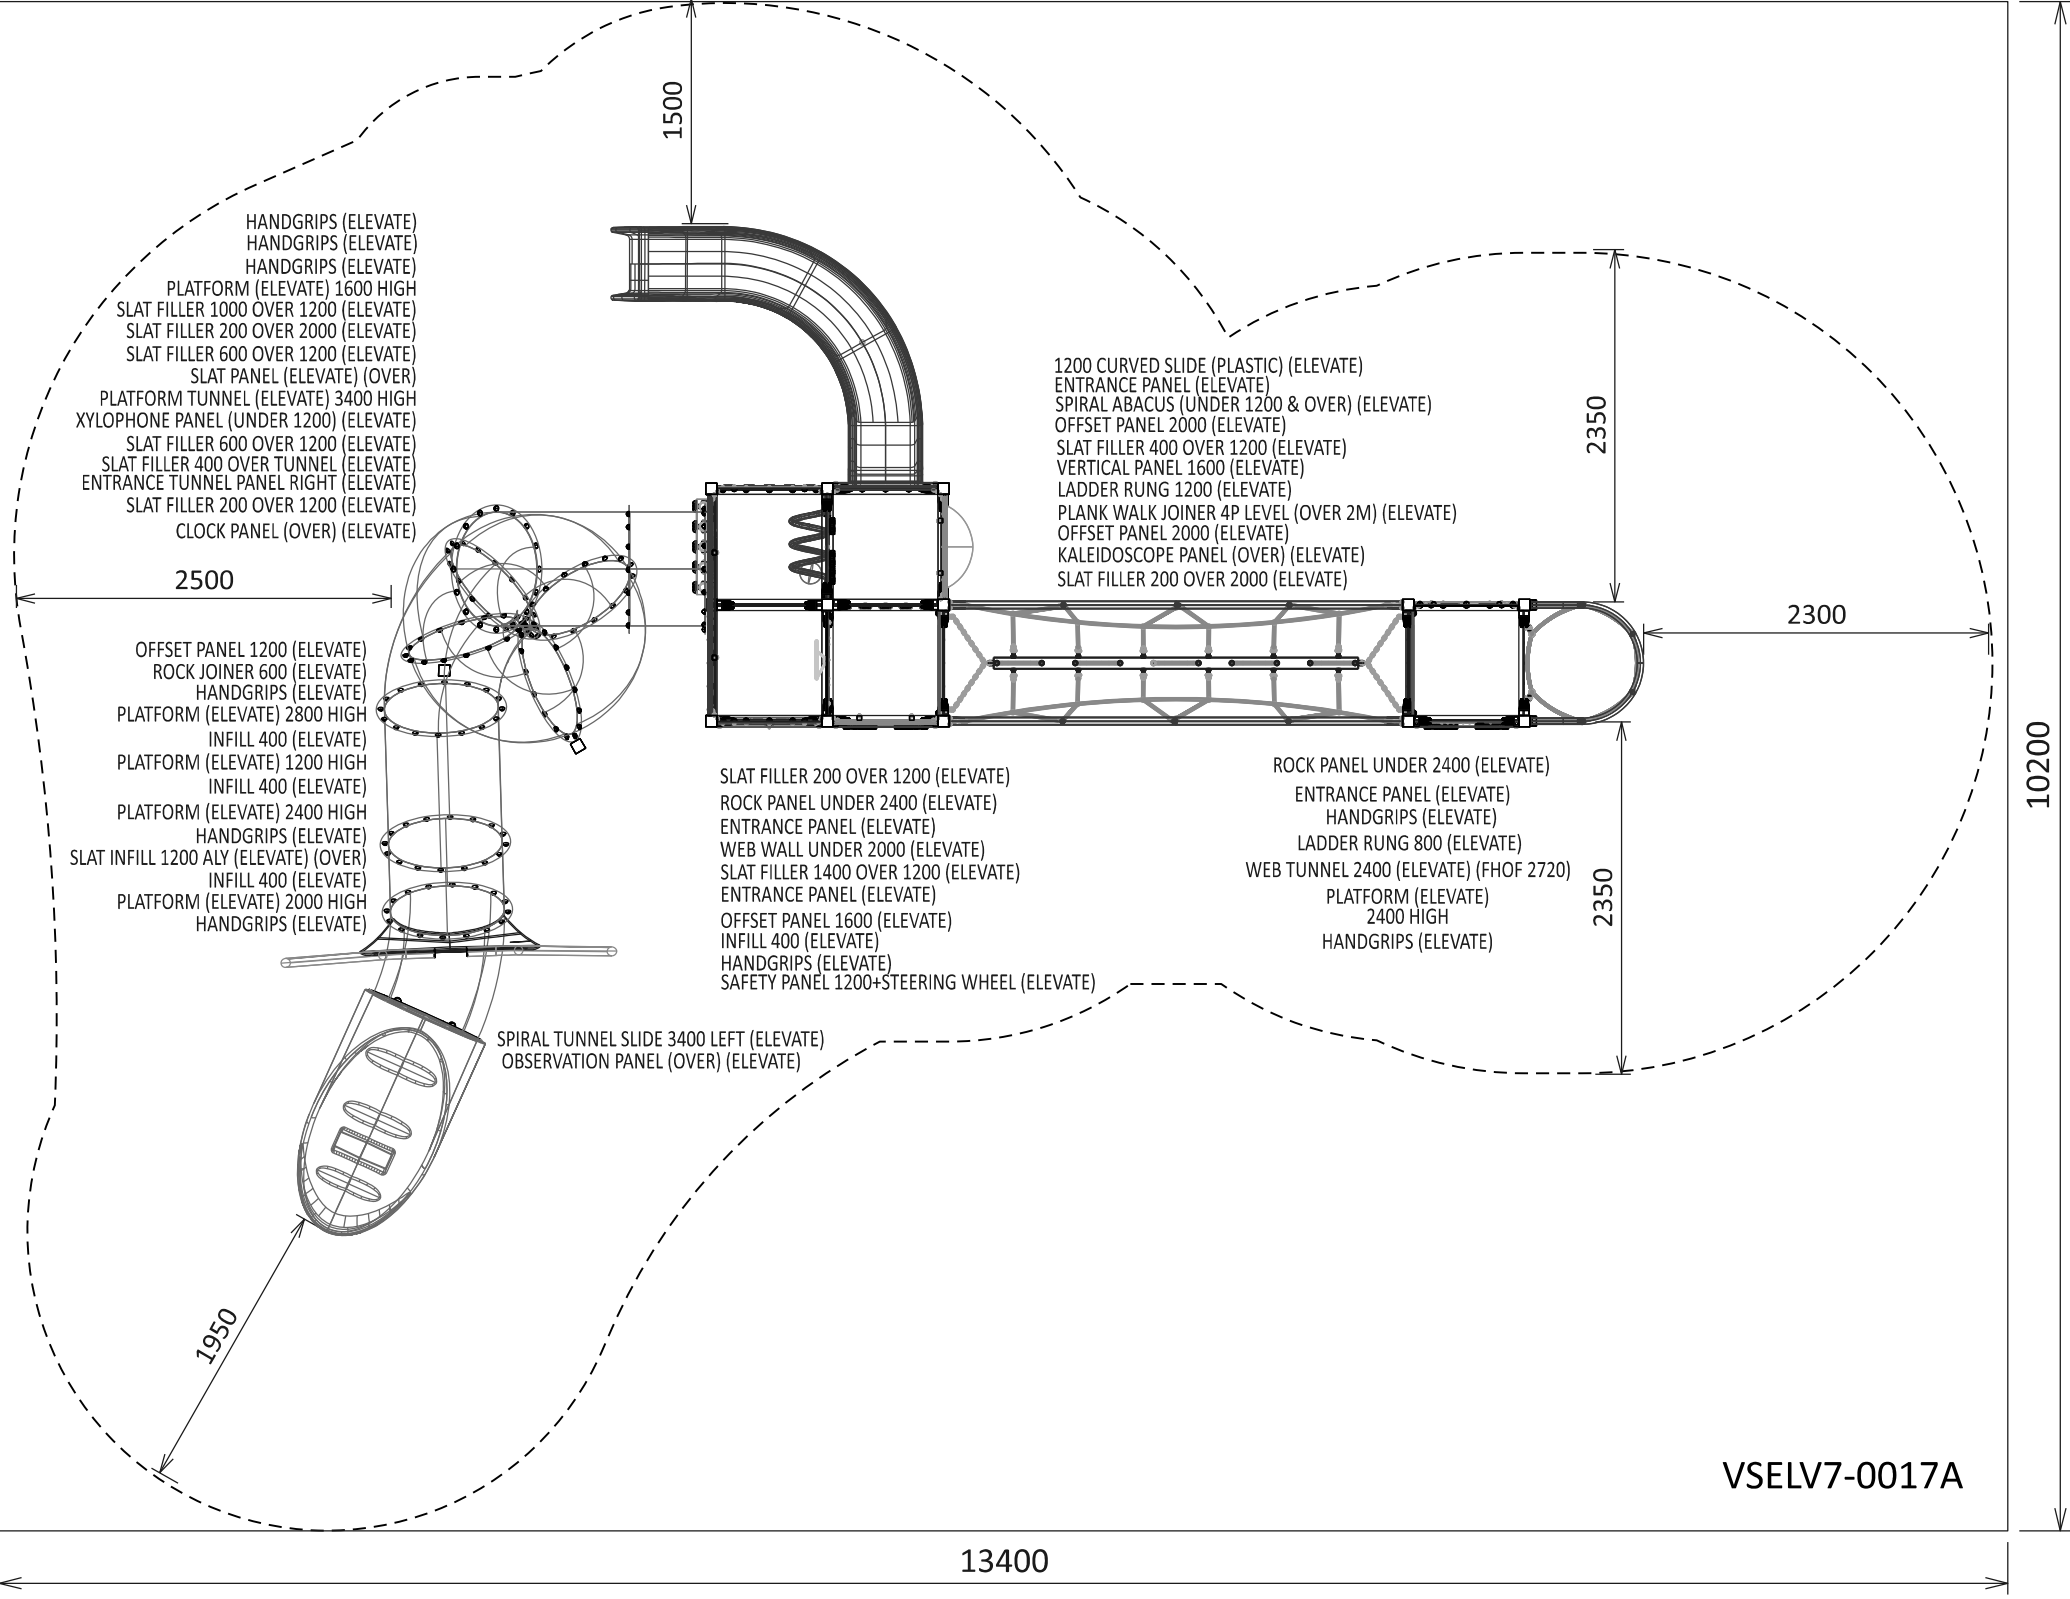 1500
HANDGRIPS (ELEVATE)
HANDGRIPS (ELEVATE)
HANDGRIPS (ELEVATE)
PLATFORM (ELEVATE) 1600 HIGH
SLAT FILLER 1000 OVER 1200 (ELEVATE)
SLAT FILLER 200 OVER 2000 (ELEVATE)
SLAT FILLER 600 OVER 1200 (ELEVATE)
SLAT PANEL (ELEVATE) (OVER)
PLATFORM TUNNEL (ELEVATE) 3400 HIGH
XYLOPHONE PANEL (UNDER 1200) (ELEVATE)
SLAT FILLER 600 OVER 1200 (ELEVATE)
SLAT FILLER 400 OVER TUNNEL (ELEVATE)
ENTRANCE TUNNEL PANEL RIGHT (ELEVATE)
SLAT FILLER 200 OVER 1200 (ELEVATE)
CLOCK PANEL (OVER) (ELEVATE)
2500
1200 CURVED SLIDE (PLASTIC) (ELEVATE)
ENTRANCE PANEL (ELEVATE)
SPIRAL ABACUS (UNDER 1200 & OVER) (ELEVATE)
OFFSET PANEL 2000 (ELEVATE)
SLAT FILLER 400 OVER 1200 (ELEVATE)
VERTICAL PANEL 1600 (ELEVATE)
LADDER RUNG 1200 (ELEVATE)
PLANK WALK JOINER 4P LEVEL (OVER 2M) (ELEVATE)
OFFSET PANEL 2000 (ELEVATE)
KALEIDOSCOPE PANEL (OVER) (ELEVATE)
SLAT FILLER 200 OVER 2000 (ELEVATE)
2350
2300
OFFSET PANEL 1200 (ELEVATE)
ROCK JOINER 600 (ELEVATE)
HANDGRIPS (ELEVATE)
PLATFORM (ELEVATE) 2800 HIGH
INFILL 400 (ELEVATE)
PLATFORM (ELEVATE) 1200 HIGH
INFILL 400 (ELEVATE)
PLATFORM (ELEVATE) 2400 HIGH
HANDGRIPS (ELEVATE)
SLAT INFILL 1200 ALY (ELEVATE) (OVER)
INFILL 400 (ELEVATE)
PLATFORM (ELEVATE) 2000 HIGH
HANDGRIPS (ELEVATE)
SLAT FILLER 200 OVER 1200 (ELEVATE)
ROCK PANEL UNDER 2400 (ELEVATE)
ENTRANCE PANEL (ELEVATE)
WEB WALL UNDER 2000 (ELEVATE)
SLAT FILLER 1400 OVER 1200 (ELEVATE)
ENTRANCE PANEL (ELEVATE)
OFFSET PANEL 1600 (ELEVATE)
INFILL 400 (ELEVATE)
HANDGRIPS (ELEVATE)
SAFETY PANEL 1200+STEERING WHEEL (ELEVATE)
ROCK PANEL UNDER 2400 (ELEVATE)
ENTRANCE PANEL (ELEVATE)
HANDGRIPS (ELEVATE)
LADDER RUNG 800 (ELEVATE)
WEB TUNNEL 2400 (ELEVATE) (FHOF 2720)
PLATFORM (ELEVATE)
2400 HIGH
HANDGRIPS (ELEVATE)
2350
10200
SPIRAL TUNNEL SLIDE 3400 LEFT (ELEVATE)
OBSERVATION PANEL (OVER) (ELEVATE)
1950
VSELV7-0017A
13400